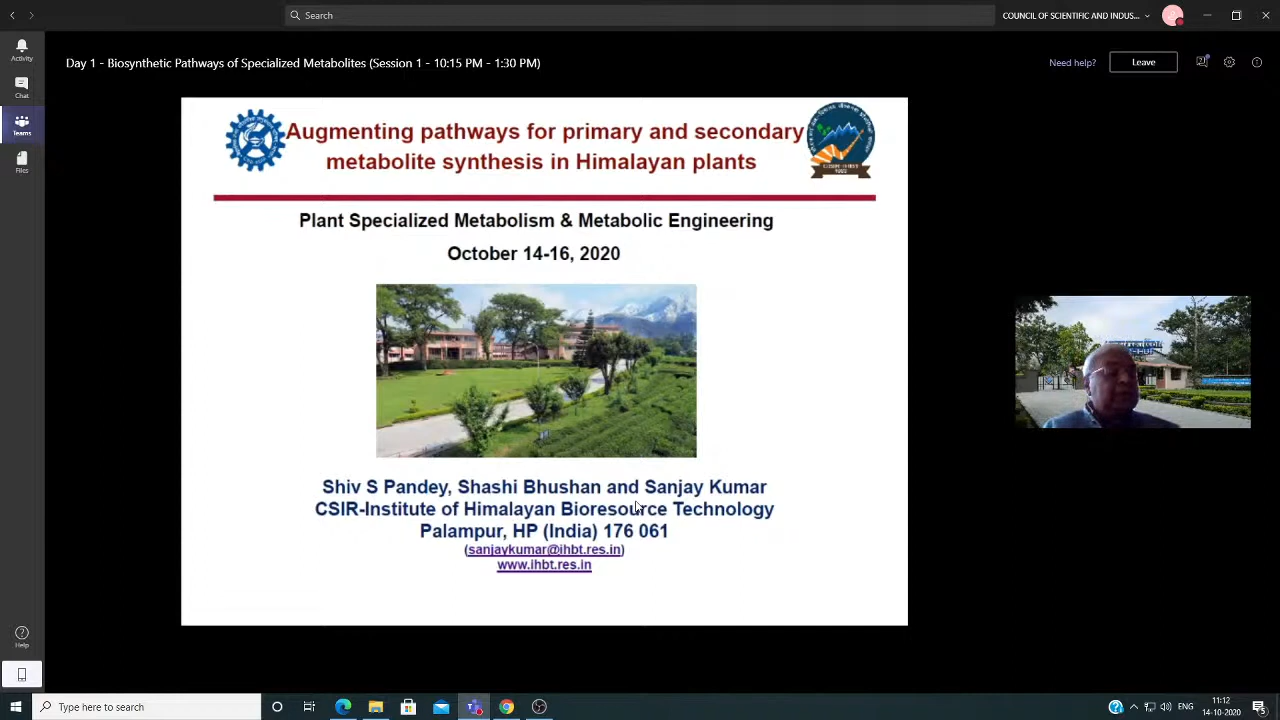 Search
COUNCIL OF SCIENTIFIC AND INDUS...
Activity
Chat
Teams
Files
Help
Day 1 - Biosynthetic Pathways of Specialized Metabolites (Session 1 - 10:15 PM - 1:30 PM)
Need help?
Leave
Augmenting pathways for primary and secondary
metabolite synthesis in Himalayan plants
Plant Specialized Metabolism & Metabolic Engineering
October 14-16, 2020
Shiv S Pandey, Shashi Bhushan and Sanjay Kumar
CSIR-Institute of Himalayan Bioresource Technology
Palampur, HP (India) 176 061
(sanjaykumar@ihbt.res.in)
www.ihbt.res.in
Type here to search
ENG
11:12
14-10-2020